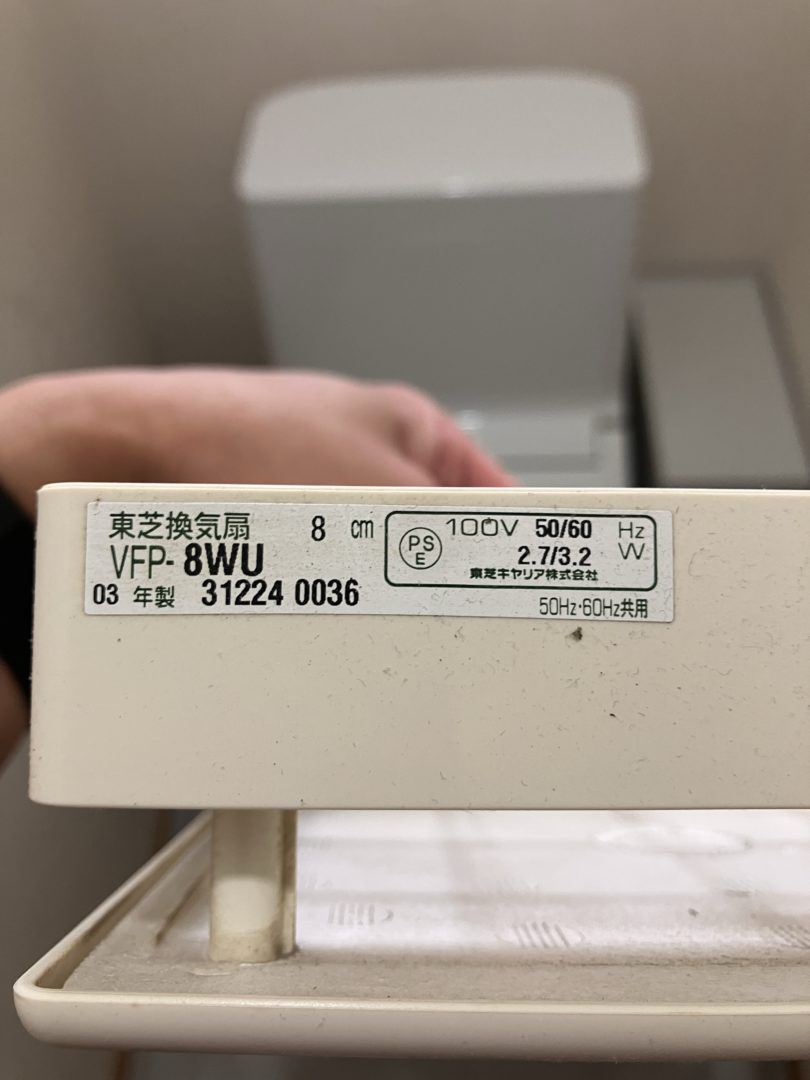 東芝換気扇 8 cm
VFP-8WU
03 年製 31224 0036
PS E 100V 50/60 Hz
2.7/3.2 W
東芝キヤリア株式会社
50Hz·60Hz共用